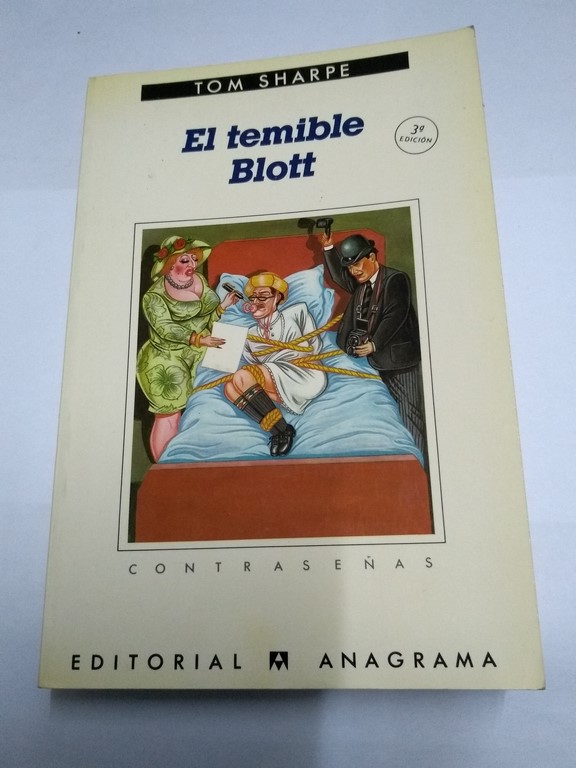 TOM SHARPE
El temible
Blott
3ª
EDICIÓN
CONTRASEÑAS
EDITORIAL ANAGRAMA